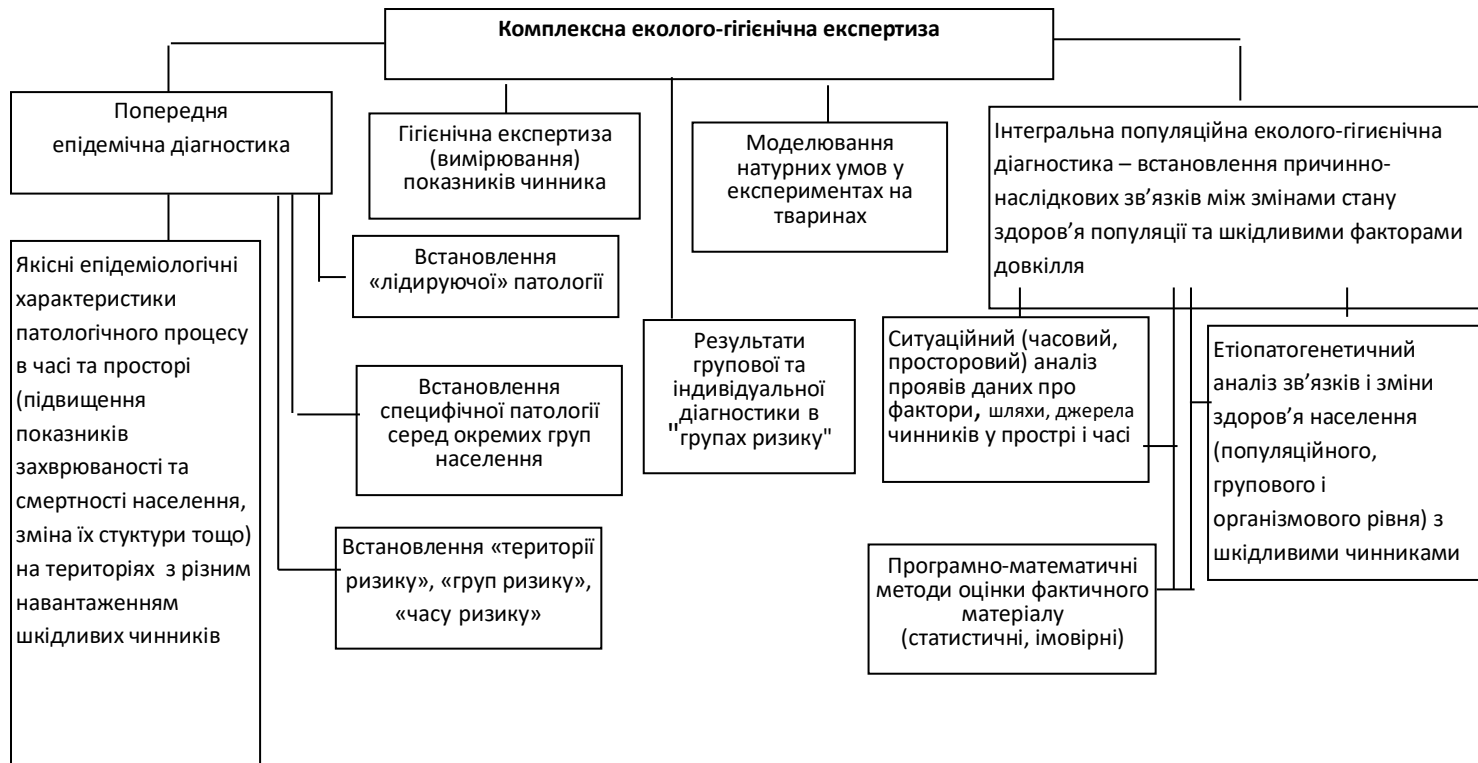 Комплексна еколого-гігієнічна експертиза
Попередня
епідемічна діагностика
Гігієнічна експертиза
(вимірювання)
показників чинника
Моделювання
натурних умов у
експериментах на
тваринах
Інтегральна популяційна еколого-гігиєнічна
діагностика – встановлення причинно-
наслідкових зв’язків між змінами стану
здоров’я популяції та шкідливими факторами
довкілля
Якісні епідеміологічні
характеристики
патологічного процесу
в часі та просторі
(підвищення
показників
захврюваності та
смертності населення,
зміна їх стуктури тощо)
на територіях з різним
навантаженням
шкідливих чинників
Встановлення
«лідируючої» патології
Встановлення
специфічної патології
серед окремих груп
населення
Встановлення «території
ризику», «груп ризику»,
«часу ризику»
Результати
групової та
індивідуальної
діагностики в
"групах ризику"
Ситуаційний (часовий,
просторовий) аналіз
проявів даних про
фактори, шляхи, джерела
чинників у прострі і часі
Етіопатогенетичний
аналіз зв’язків і зміни
здоров’я населення
(популяційного,
групового і
організмового рівня) з
шкідливими чинниками
Програмно-математичні
методи оцінки фактичного
матеріалу
(статистичні, імовірні)